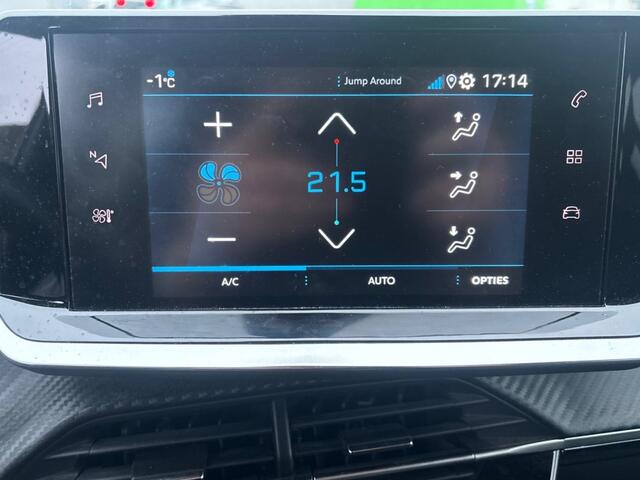 -1°C
Jump Around
17:14
N
21.5
A/C
AUTO
OPTIES